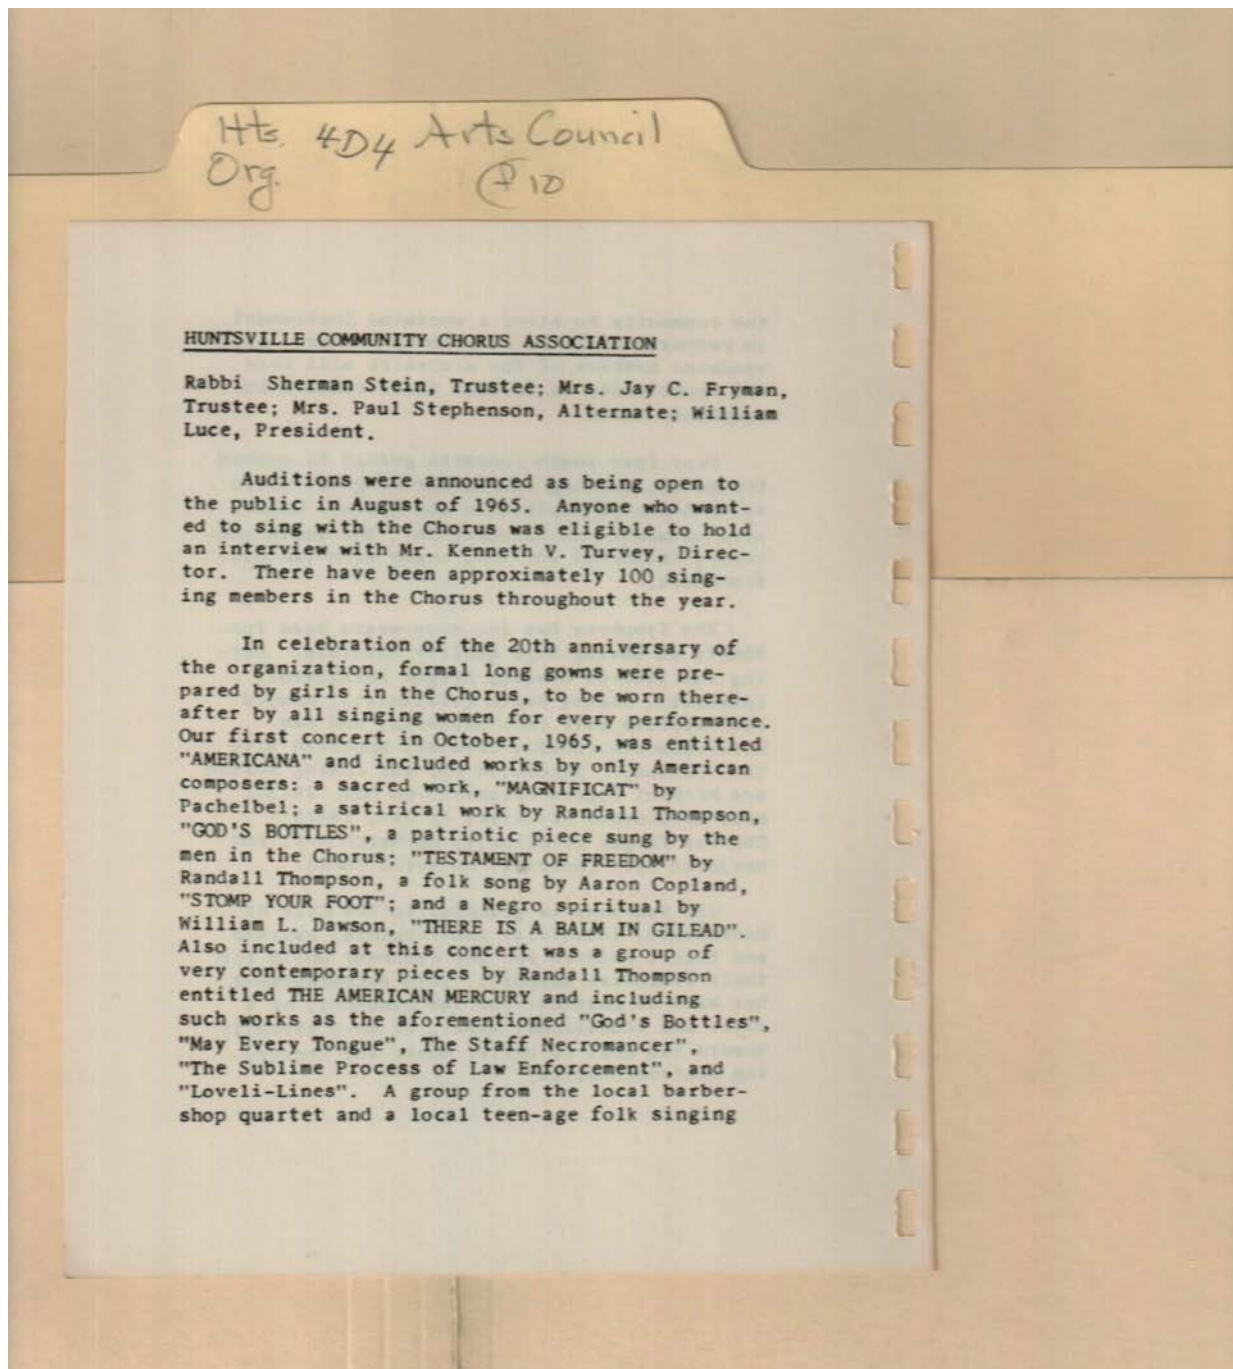 Hts. 4D4 Arts Council
Org. 10
HUNTSVILLE COMMUNITY CHORUS ASSOCIATION
Rabbi Sherman Stein, Trustee; Mrs. Jay C. Fryman,
Trustee; Mrs. Paul Stephenson, Alternate; William
Luce, President.
Auditions were announced as being open to
the public in August of 1965. Anyone who want-
ed to sing with the Chorus was eligible to hold
an interview with Mr. Kenneth V. Turvey, Direc-
tor. There have been approximately 100 sing-
ing members in the Chorus throughout the year.
In celebration of the 20th anniversary of
the organization, formal long gowns were pre-
pared by girls in the Chorus, to be worn there-
after by all singing women for every performance.
Our first concert in October, 1965, was entitled
"AMERICANA" and included works by only American
composers: a sacred work, "MAGNIFICAT" by
Pachelbel; a satirical work by Randall Thompson,
"GOD'S BOTTLES", a patriotic piece sung by the
men in the Chorus; "TESTAMENT OF FREEDOM" by
Randall Thompson, a folk song by Aaron Copland,
"STOMP YOUR FOOT"; and a Negro spiritual by
William L. Dawson, "THERE IS A BALM IN GILEAD".
Also included at this concert was a group of
very contemporary pieces by Randall Thompson
entitled THE AMERICAN MERCURY and including
such works as the aforementioned "God's Bottles",
"May Every Tongue", The Staff Necromancer",
"The Sublime Process of Law Enforcement", and
"Loveli-Lines". A group from the local barber-
shop quartet and a local teen-age folk singing